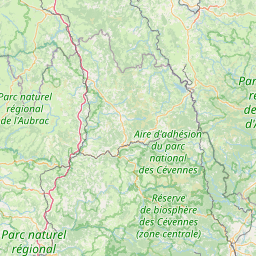 Parc naturel
régional
de l'Aubrac
Par
d
d'
Aire d'adhésion
du parc
national
des Cévennes
Réserve
de biosphère
des Cévennes
(zone centrale)
Parc naturel
régional